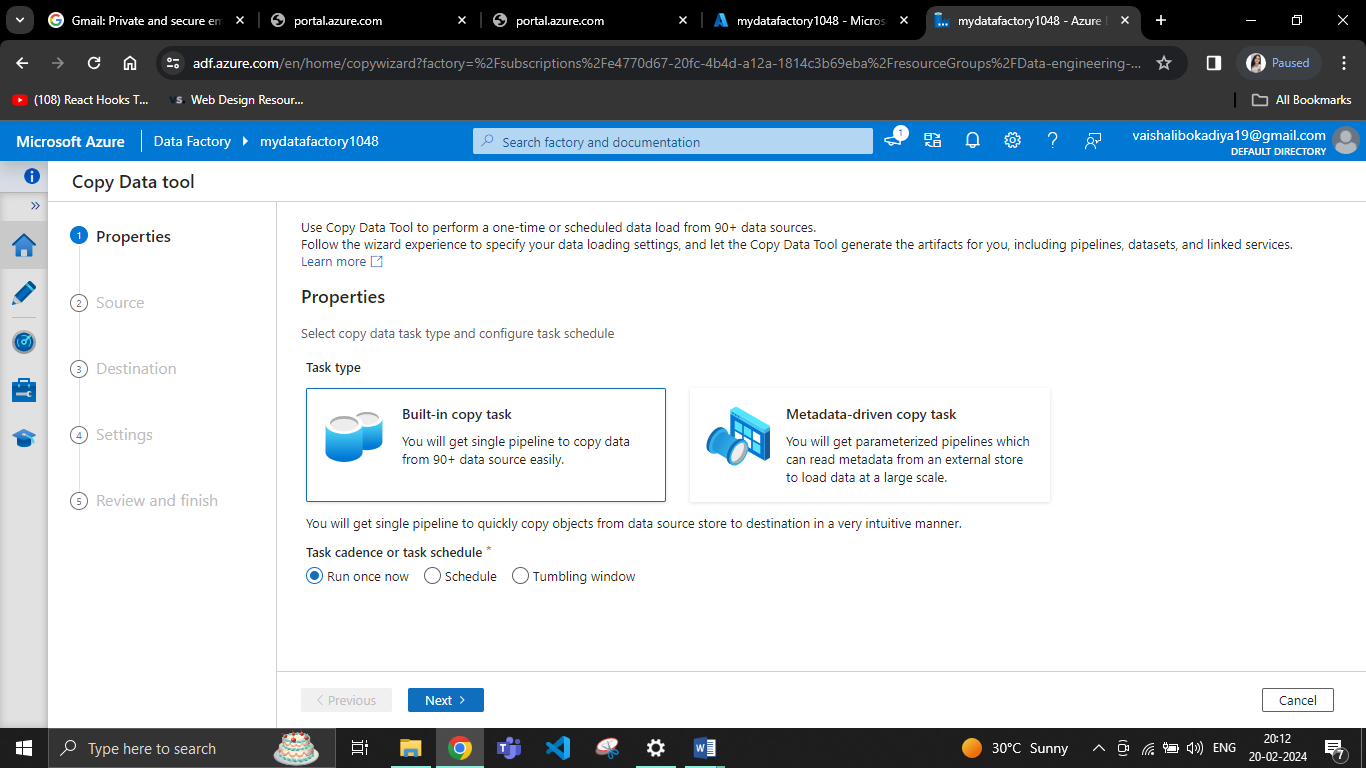 Gmail: Private and secure em
portal.azure.com
portal.azure.com
mydatafactory1048 - Micros
mydatafactory1048 - Azure
adf.azure.com/en/home/copywizard?factory=%2Fsubscriptions%2Fe4770d67-20fc-4b4d-a12a-1814c3b69eba%2FresourceGroups%2FData-engineering-...
Paused
(108) React Hooks T...
VS
Web Design Resour...
All Bookmarks
Microsoft Azure
Data Factory
mydatafactory1048
Search factory and documentation
1
vaishalibokadiya19@gmail.com
DEFAULT DIRECTORY
Copy Data tool
1 Properties
2 Source
3 Destination
4 Settings
5 Review and finish
Use Copy Data Tool to perform a one-time or scheduled data load from 90+ data sources.
Follow the wizard experience to specify your data loading settings, and let the Copy Data Tool generate the artifacts for you, including pipelines, datasets, and linked services.
Learn more
Properties
Select copy data task type and configure task schedule
Task type
Built-in copy task
You will get single pipeline to copy data
from 90+ data source easily.
Metadata-driven copy task
You will get parameterized pipelines which
can read metadata from an external store
to load data at a large scale.
You will get single pipeline to quickly copy objects from data source store to destination in a very intuitive manner.
Task cadence or task schedule *
Run once now
Schedule
Tumbling window
Previous
Next
Cancel
Type here to search
30°C Sunny
ENG
20:12
20-02-2024
7